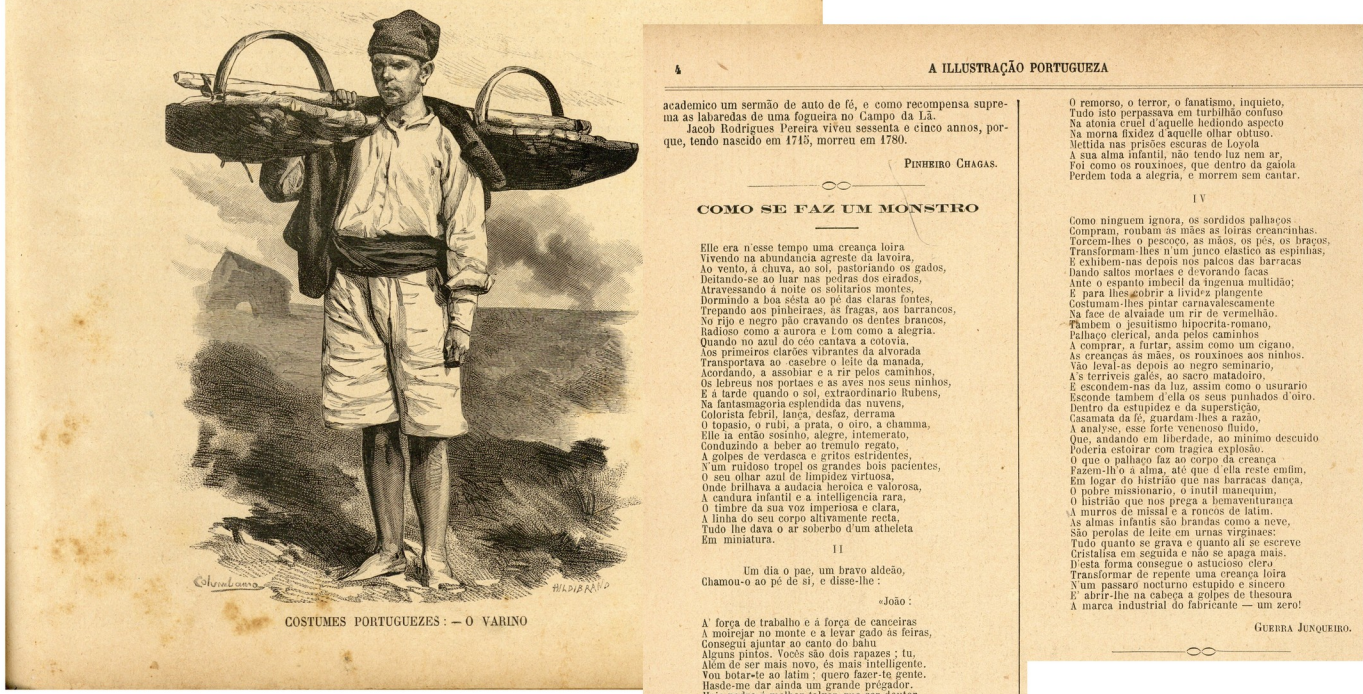 Columbano
HILDIBRAND
COSTUMES PORTUGUEZES : — O VARINO
4
A ILLUSTRAÇÃO PORTUGUEZA
academico um sermão de auto de fé, e como recompensa supre-
ma as labaredas de uma fogueira no Campo da Lã.
Jacob Rodrigues Pereira viveu sessenta e cinco annos, por-
que, tendo nascido em 1715, morreu em 1780.
PINHEIRO CHAGAS.
COMO SE FAZ UM MONSTRO
Elle era n'esse tempo uma creança loira
Vivendo na abundancia agreste da lavoira,
Ao vento, á chuva, ao sol, pastoriando os gados,
Deitando-se ao luar nas pedras dos eirados,
Atravessando á noite os solitarios montes,
Dormindo a boa sésta ao pé das claras fontes,
Trepando aos pinheiraes, ás fragas, aos barrancos,
No rijo e negro pão cravando os dentes brancos,
Radioso como a aurora e bom como a alegria.
Quando no azul do céo cantava a cotovia,
Aos primeiros clarões vibrantes da alvorada
Transportava ao casebre o leite da manada,
Acordando, a assobiar e a rir pelos caminhos,
Os lebreus nos portaes e as aves nos seus ninhos,
E á tarde quando o sol, extraordinario Rubens,
Na fantasmagoria esplendida das nuvens,
Colorista febril, lança, desfaz, derrama
O topasio, o rubi, a prata, o oiro, a chamma,
Elle ia então sosinho, alegre, intemerato,
Conduzindo a beber ao tremulo regato,
A golpes de verdasca e gritos estridentes,
N'um ruidoso tropel os grandes bois pacientes,
O seu olhar azul de limpidez virtuosa,
Onde brilhava a audacia heroica e valorosa,
A candura infantil e a intelligencia rara,
O timbre da sua voz imperiosa e clara,
A linha do seu corpo altivamente recta,
Tudo lhe dava o ar soberbo d'um atheleta
Em miniatura.
II
Um dia o pae, um bravo aldeão,
Chamou-o ao pé de si, e disse-lhe :
«João :
A' força de trabalho e á força de canceiras
A moirejar no monte e a levar gado ás feiras,
Consegui ajuntar ao canto do bahu
Alguns pintos. Vocês são dois rapazes ; tu,
Além de ser mais novo, és mais intelligente.
Vou botar-te ao latim ; quero fazer-te gente.
Hasde-me dar ainda um grande prégador.
O remorso, o terror, o fanatismo, inquieto,
Tudo isto perpassava em turbilhão confuso
Na atonia cruel d'aquelle hediondo aspecto
Na morna fixidez d'aquelle olhar obtuso.
Mettida nas prisões escuras de Loyola
A sua alma infantil, não tendo luz nem ar,
Foi como os rouxinoes, que dentro da gaiola
Perdem toda a alegria, e morrem sem cantar.
IV
Como ninguem ignora, os sordidos palhaços
Compram, roubam ás mães as loiras creancinhas.
Torcem-lhes o pescoço, as mãos, os pés, os braços,
Transformam-lhes n'um junco elastico as espinhas,
E exhibem-nas depois nos palcos das barracas
Dando saltos mortaes e devorando facas
Ante o espanto imbecil da ingenua multidão;
E para lhes cobrir a lividez plangente
Costumam-lhes pintar carnavalescamente
Na face de alvaiade um rir de vermelhão.
Tambem o jesuitismo hipocrita-romano,
Palhaço clerical, anda pelos caminhos
A comprar, a furtar, assim como um cigano,
As creanças ás mães, os rouxinoes aos ninhos.
Vão leval-as depois ao negro seminario,
A's terriveis galés, ao sacro matadoiro,
E escondem-nas da luz, assim como o usurario
Esconde tambem d'ella os seus punhados d'oiro.
Dentro da estupidez e da superstição,
Casamata da fé, guardam-lhes a razão,
A analyse, esse forte venenoso fluido,
Que, andando em liberdade, ao minimo descuido
Poderia estoirar com tragica explosão.
O que o palhaço faz ao corpo da creança
Fazem-lh'o á alma, até que d'ella reste emfim,
Em logar do histrião que nas barracas dança,
O pobre missionario, o inutil manequim,
O histrião que nos prega a bemaventurança
A murros de missal e a roncos de latim.
As almas infantis são brandas como a neve,
São perolas de leite em urnas virginaes:
Tudo quanto se grava e quanto ali se escreve
Cristalisa em seguida e não se apaga mais.
D'esta forma consegue o astucioso clero
Transformar de repente uma creança loira
N'um passaro nocturno estupido e sincero
E' abrir-lhe na cabeça a golpes de thesoura
A marca industrial do fabricante — um zero!
GUERRA JUNQUEIRO.